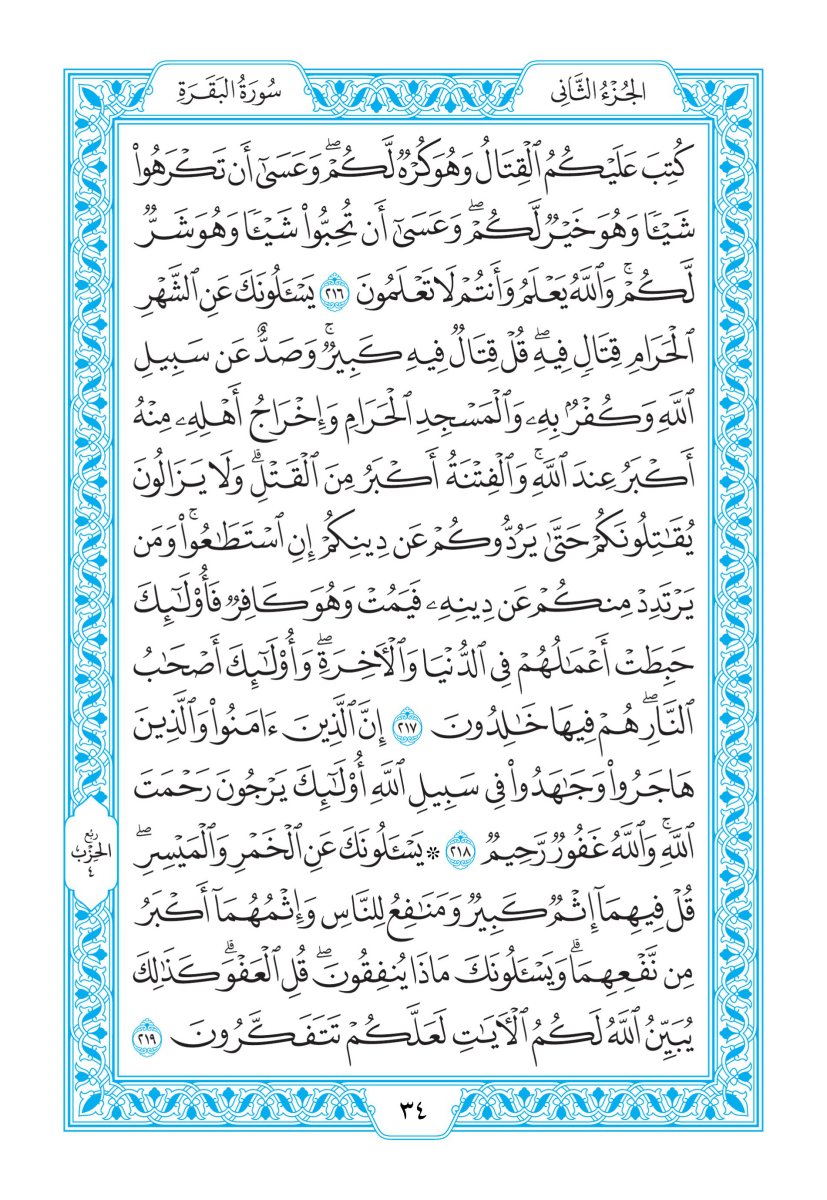 الجُزْءُ الثَّانِي
سُورَةُ البَقَرَةِ
كُتِبَ عَلَيۡكُمُ ٱلۡقِتَالُ وَهُوَ كُرۡهٞ لَّكُمۡۖ وَعَسَىٰٓ أَن تَكۡرَهُواْ
شَيۡـٔٗا وَهُوَ خَيۡرٞ لَّكُمۡۖ وَعَسَىٰٓ أَن تُحِبُّواْ شَيۡـٔٗا وَهُوَ شَرّٞ
لَّكُمۡۚ وَٱللَّهُ يَعۡلَمُ وَأَنتُمۡ لَا تَعۡلَمُونَ ٢١٦ يَسۡـَٔلُونَكَ عَنِ ٱلشَّهۡرِ
ٱلۡحَرَامِ قِتَالٖ فِيهِۖ قُلۡ قِتَالٞ فِيهِ كَبِيرٞۚ وَصَدٌّ عَن سَبِيلِ
ٱللَّهِ وَكُفۡرُۢ بِهِۦ وَٱلۡمَسۡجِدِ ٱلۡحَرَامِ وَإِخۡرَاجُ أَهۡلِهِۦ مِنۡهُ
أَكۡبَرُ عِندَ ٱللَّهِۚ وَٱلۡفِتۡنَةُ أَكۡبَرُ مِنَ ٱلۡقَتۡلِۗ وَلَا يَزَالُونَ
يُقَٰتِلُونَكُمۡ حَتَّىٰ يَرُدُّوكُمۡ عَن دِينِكُمۡ إِنِ ٱسۡتَطَٰعُواْۚ وَمَن
يَرۡتَدِدۡ مِنكُمۡ عَن دِينِهِۦ فَيَمُتۡ وَهُوَ كَافِرٞ فَأُوْلَٰٓئِكَ
حَبِطَتۡ أَعۡمَٰلُهُمۡ فِي ٱلدُّنۡيَا وَٱلۡأٓخِرَةِۖ وَأُوْلَٰٓئِكَ أَصۡحَٰبُ
ٱلنَّارِۖ هُمۡ فِيهَا خَٰلِدُونَ ٢١٧ إِنَّ ٱلَّذِينَ ءَامَنُواْ وَٱلَّذِينَ
هَاجَرُواْ وَجَٰهَدُواْ فِي سَبِيلِ ٱللَّهِ أُوْلَٰٓئِكَ يَرۡجُونَ رَحۡمَتَ
ٱللَّهِۚ وَٱللَّهُ غَفُورٞ رَّحِيمٞ ٢١٨ * يَسۡـَٔلُونَكَ عَنِ ٱلۡخَمۡرِ وَٱلۡمَيۡسِرِۖ
قُلۡ فِيهِمَآ إِثۡمٞ كَبِيرٞ وَمَنَٰفِعُ لِلنَّاسِ وَإِثۡمُهُمَآ أَكۡبَرُ
مِن نَّفۡعِهِمَاۗ وَيَسۡـَٔلُونَكَ مَاذَا يُنفِقُونَۖ قُلِ ٱلۡعَفۡوَۗ كَذَٰلِكَ
يُبَيِّنُ ٱللَّهُ لَكُمُ ٱلۡأٓيَٰتِ لَعَلَّكُمۡ تَتَفَكَّرُونَ ٢١٩
ربع
الحزب
٤
٣٤